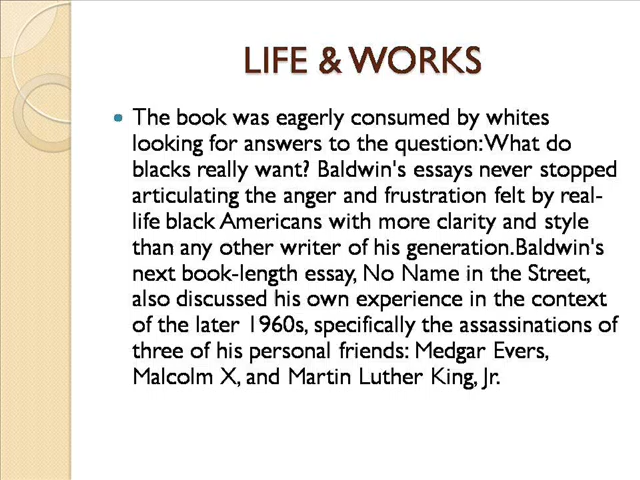 LIFE & WORKS
The book was eagerly consumed by whites
looking for answers to the question:What do
blacks really want? Baldwin's essays never stopped
articulating the anger and frustration felt by real-
life black Americans with more clarity and style
than any other writer of his generation.Baldwin's
next book-length essay, No Name in the Street,
also discussed his own experience in the context
of the later 1960s, specifically the assassinations of
three of his personal friends: Medgar Evers,
Malcolm X, and Martin Luther King, Jr.